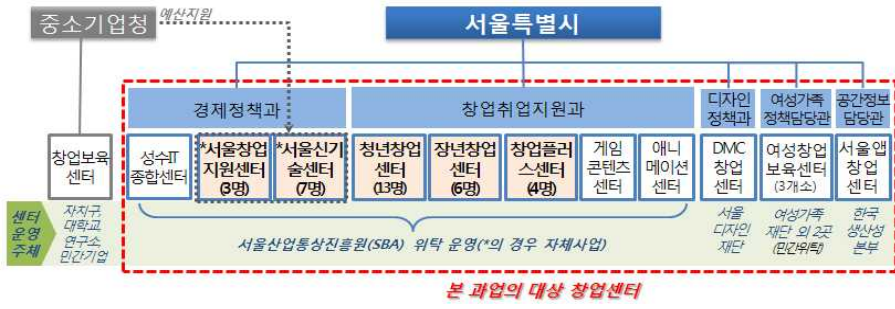 중소기업청
예산지원
서울특별시
경제정책과
창업취업지원과
디자인
정책과
여성가족
정책담당관
공간정보
담당관
창업보육
센터
성수IT
종합센터
*서울창업
지원센터
(3명)
*서울신기
술센터
(7명)
청년창업
센터
(13명)
장년창업
센터
(6명)
창업플러
스센터
(4명)
게임
콘텐츠
센터
애니
메이션
센터
DMC
창업
센터
여성창업
보육센터
(3개소)
서울앱
창업
센터
센터
운영
주체
자치구,
대학교,
연구소,
민간기업
서울산업통상진흥원(SBA) 위탁 운영(*의 경우 자체사업)
서울
디자인
재단
여성가족
재단 외 2곳
(민간위탁)
한국
생산성
본부
본 과업의 대상 창업센터